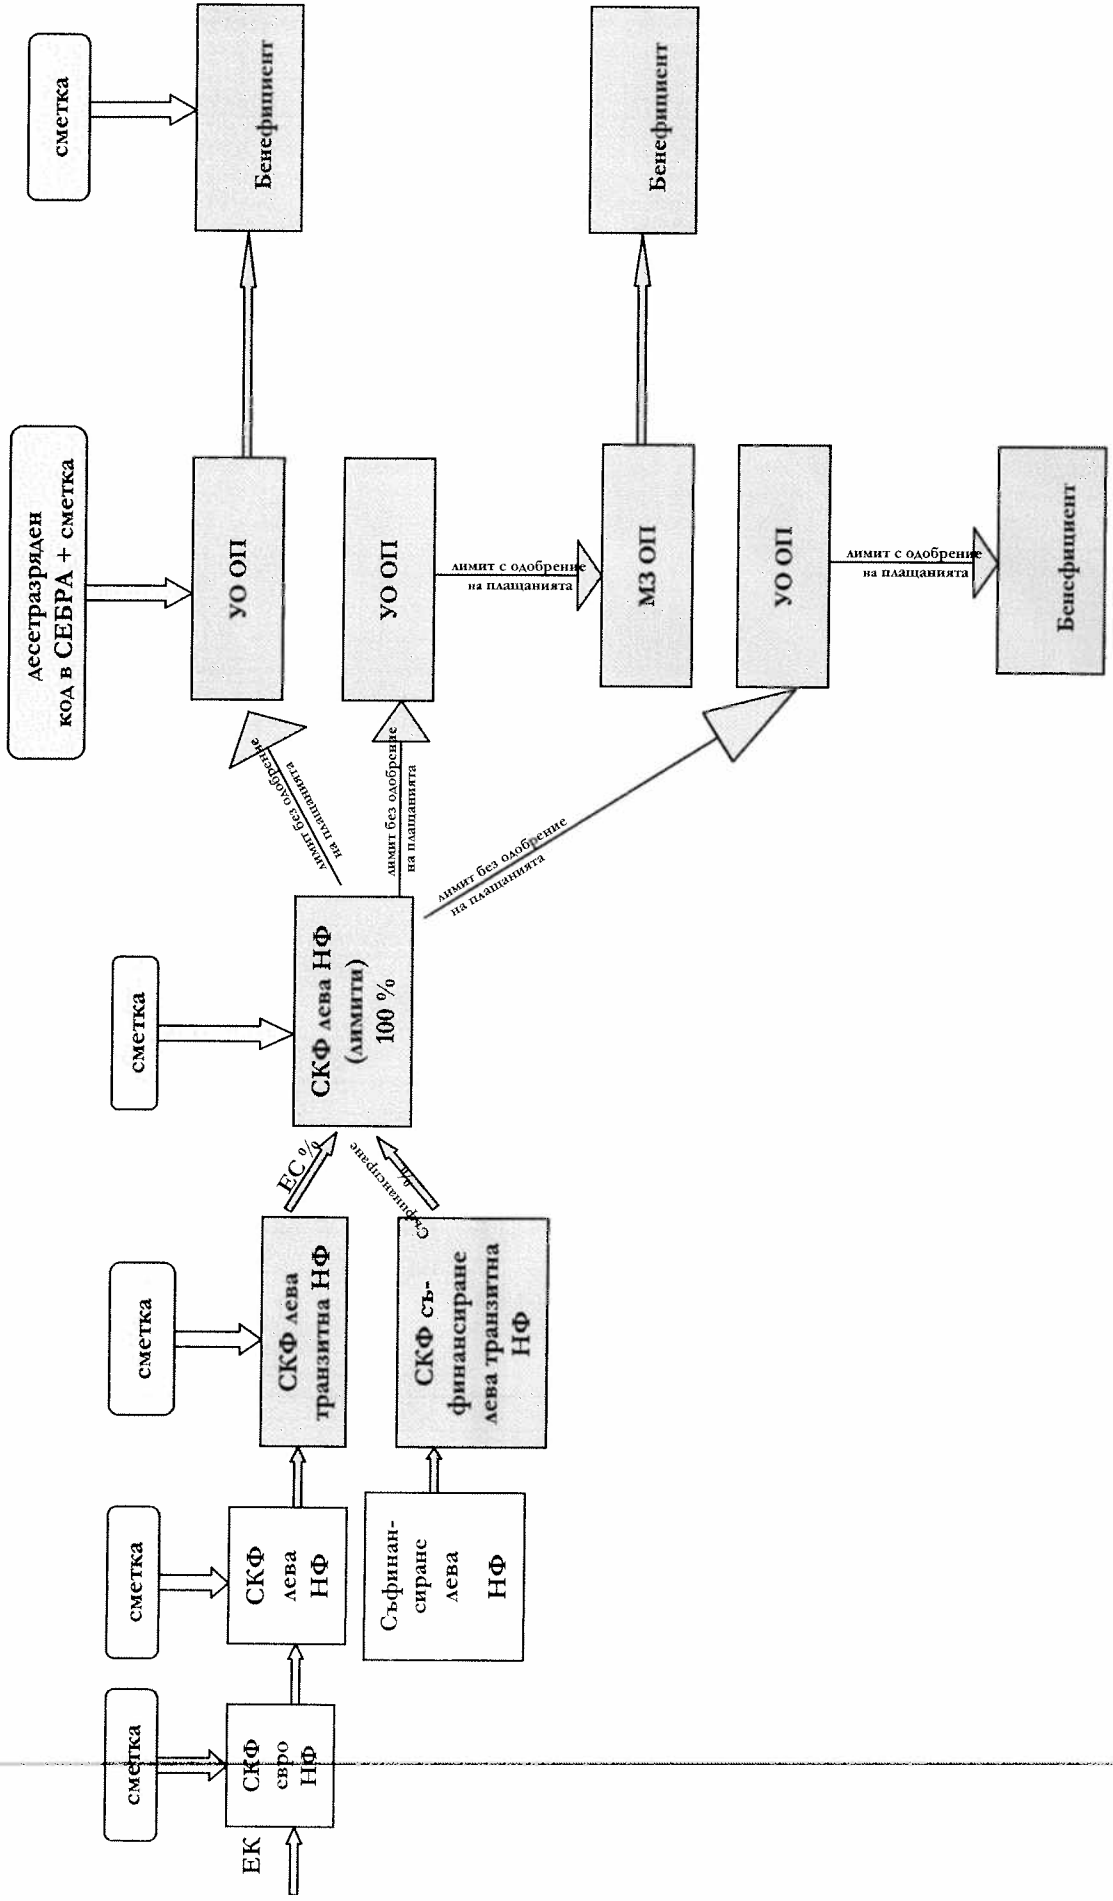 сметка
сметка
сметка
сметка
десетразряден
код в СЕБРА + сметка
сметка
ЕК
СКФ
евро
НФ
СКФ
лева
НФ
СКФ лева
транзитна НФ
ЕС %
Съфинан-
сиране
лева
НФ
СКФ съ-
финансиране
лева транзитна
НФ
Съфинансиране
%
СКФ лева НФ
(лимити)
100 %
лимит без одобрение
на плащанията
УО ОП
Бенефициент
лимит без одобрение
на плащанията
УО ОП
лимит с одобрение
на плащанията
МЗ ОП
Бенефициент
лимит без одобрение
на плащанията
УО ОП
лимит с одобрение
на плащанията
Бенефициент